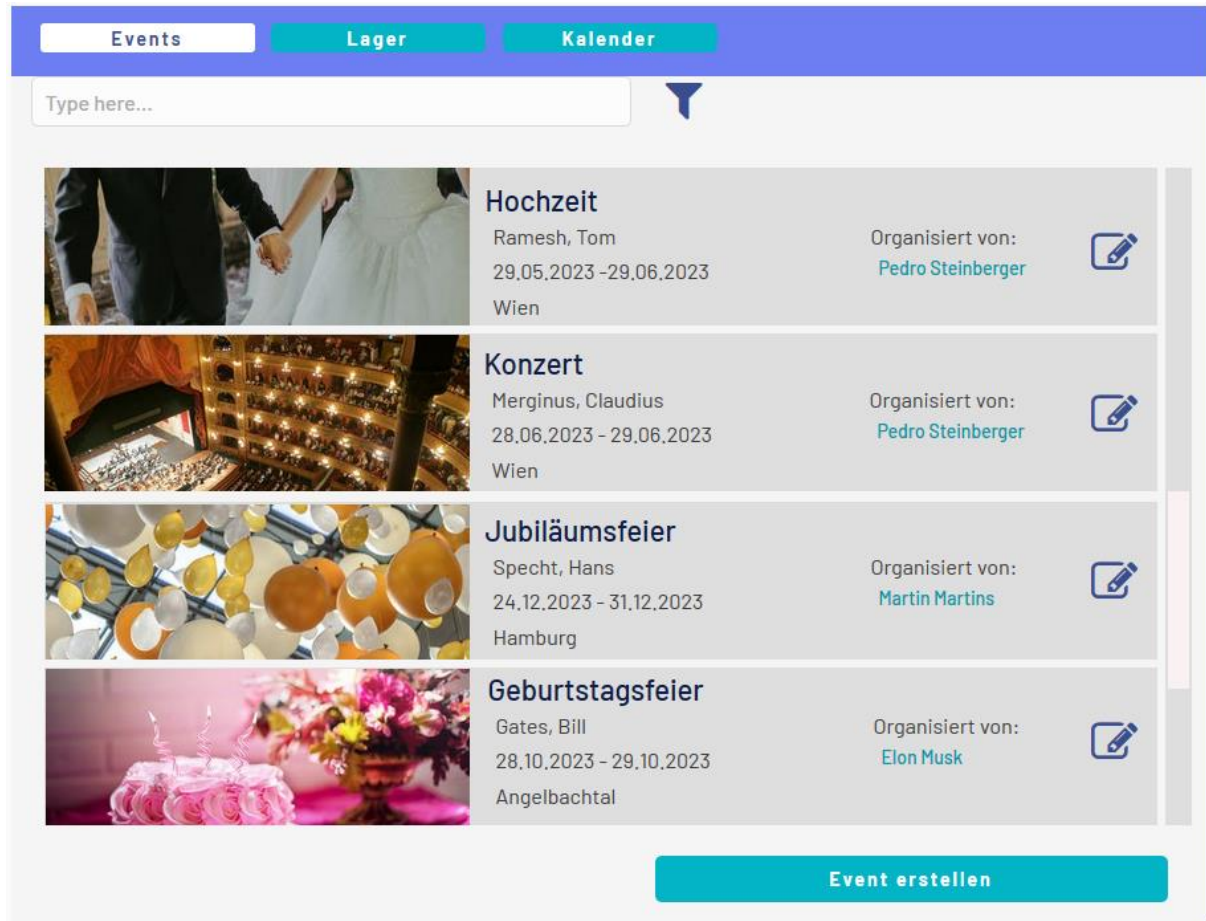 Events Lager Kalender
Type here...
Hochzeit
Ramesh, Tom
29.05.2023 -29.06.2023
Wien
Organisiert von:
Pedro Steinberger
Konzert
Merginus, Claudius
28.06.2023 - 29.06.2023
Wien
Organisiert von:
Pedro Steinberger
Jubiläumsfeier
Specht, Hans
24.12.2023 - 31.12.2023
Hamburg
Organisiert von:
Martin Martins
Geburtstagsfeier
Gates, Bill
28.10.2023 - 29.10.2023
Angelbachtal
Organisiert von:
Elon Musk
Event erstellen